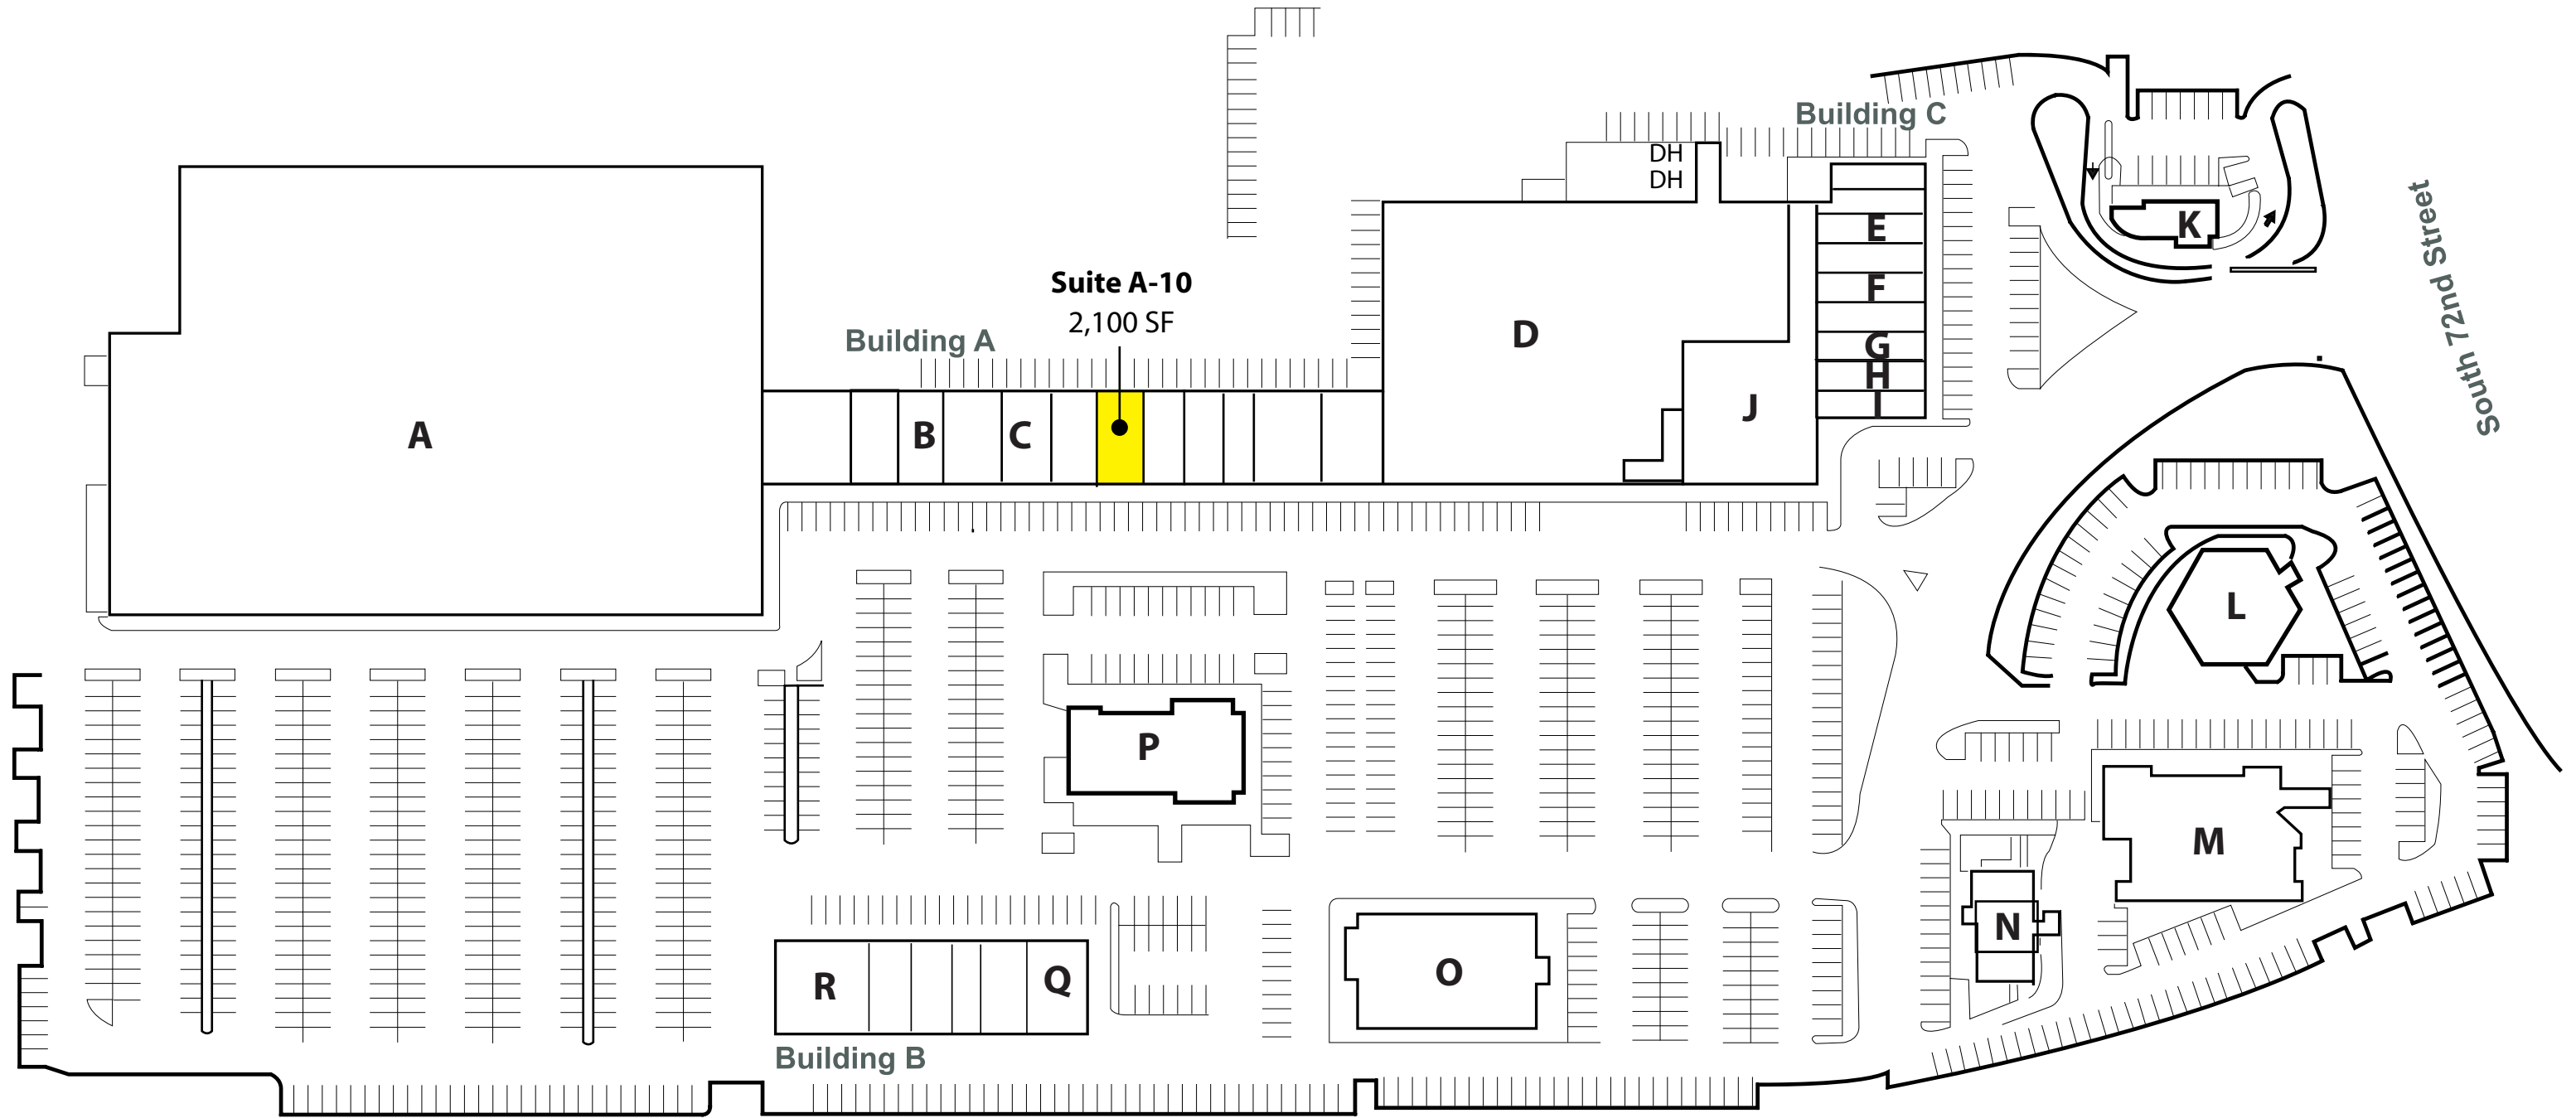 Building C
DH
DH
K
E
South 72nd Street
Suite A-10
2,100 SF
F
Building A
D
G
H
I
J
A
B
C
L
P
M
N
O
R
Q
Building B